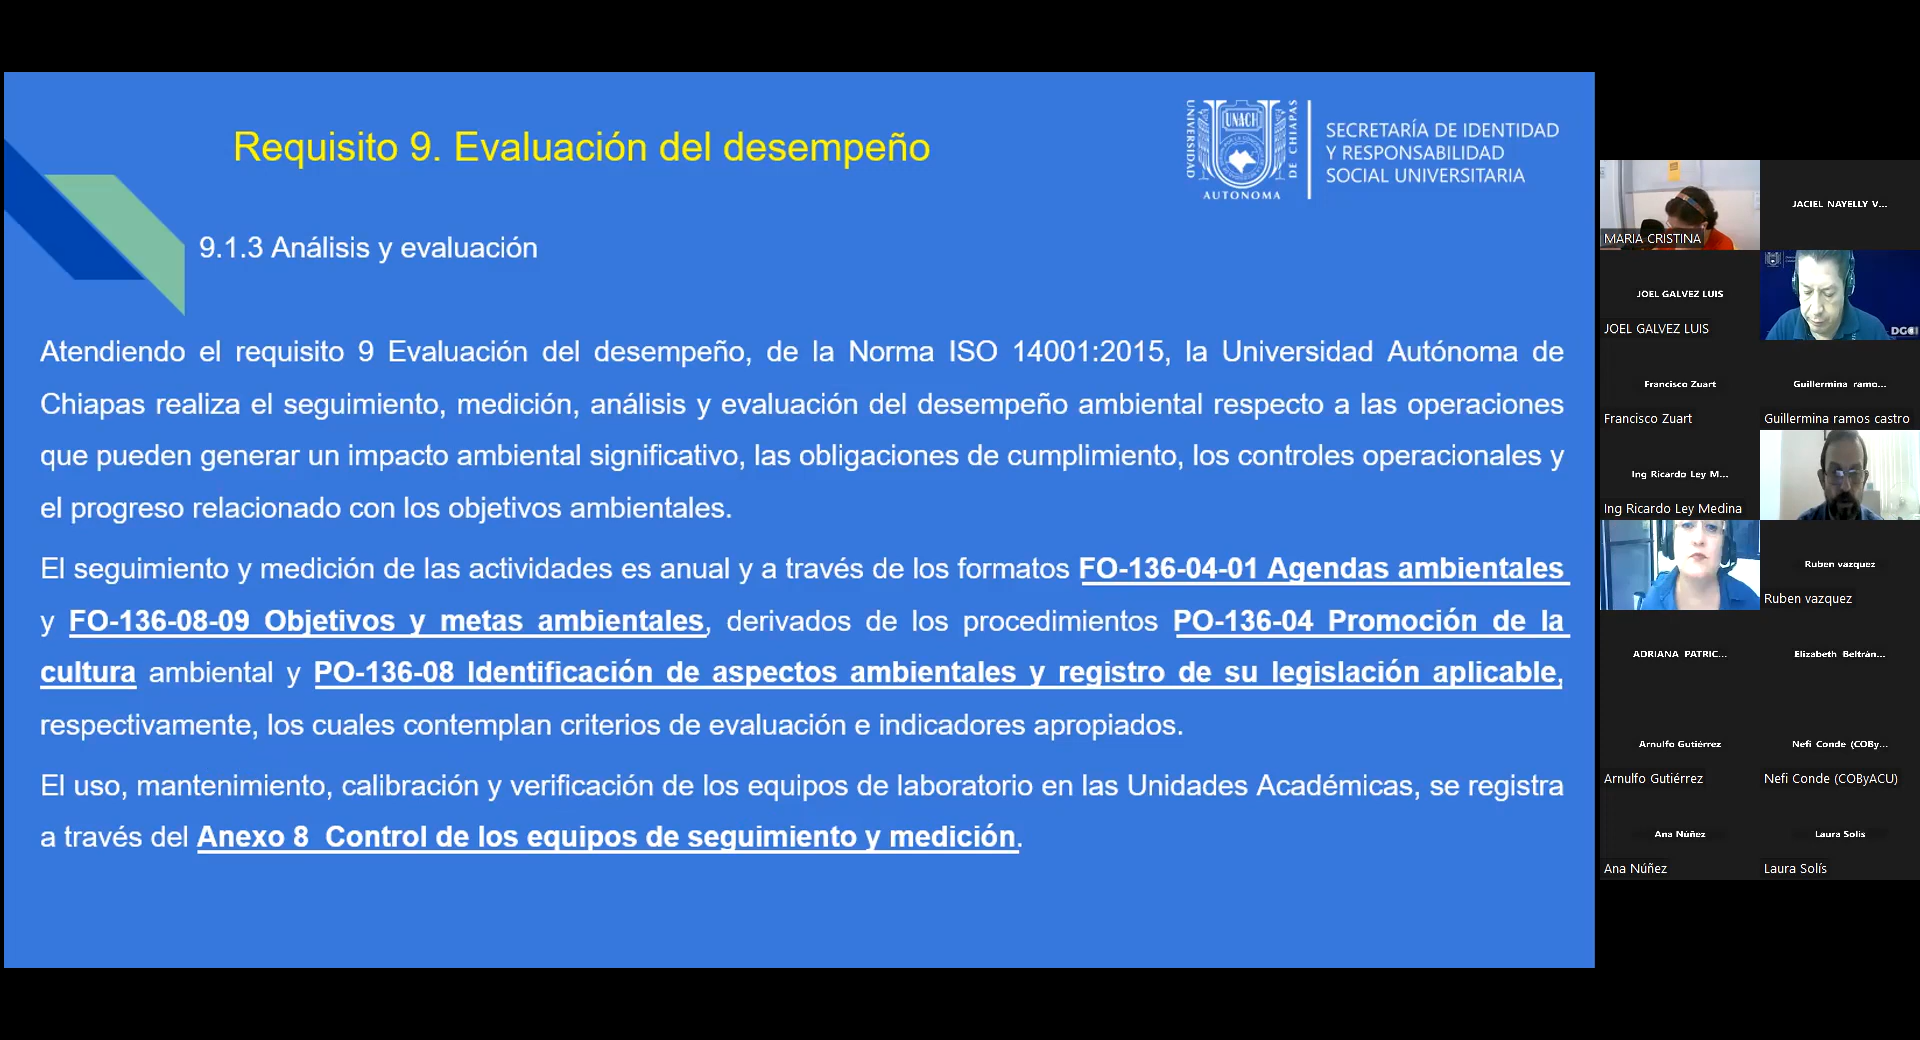 Requisito 9. Evaluación del desempeño
UNIVERSIDAD
UNACH
DE CHIAPAS
AUTONOMA
SECRETARÍA DE IDENTIDAD
Y RESPONSABILIDAD
SOCIAL UNIVERSITARIA
9.1.3 Análisis y evaluación
Atendiendo el requisito 9 Evaluación del desempeño, de la Norma ISO 14001:2015, la Universidad Autónoma de
Chiapas realiza el seguimiento, medición, análisis y evaluación del desempeño ambiental respecto a las operaciones
que pueden generar un impacto ambiental significativo, las obligaciones de cumplimiento, los controles operacionales y
el progreso relacionado con los objetivos ambientales.
El seguimiento y medición de las actividades es anual y a través de los formatos FO-136-04-01 Agendas ambientales
y FO-136-08-09 Objetivos y metas ambientales, derivados de los procedimientos PO-136-04 Promoción de la
cultura ambiental y PO-136-08 Identificación de aspectos ambientales y registro de su legislación aplicable,
respectivamente, los cuales contemplan criterios de evaluación e indicadores apropiados.
El uso, mantenimiento, calibración y verificación de los equipos de laboratorio en las Unidades Académicas, se registra
a través del Anexo 8 Control de los equipos de seguimiento y medición.
MARIA CRISTINA
JACIEL NAYELLY V...
JOEL GALVEZ LUIS
JOEL GALVEZ LUIS
Francisco Zuart
Francisco Zuart
Guillermina ramo...
Guillermina ramos castro
Ing Ricardo Ley M...
Ing Ricardo Ley Medina
Ruben vazquez
Ruben vazquez
ADRIANA PATRIC...
Elizabeth Beltrán...
Arnulfo Gutiérrez
Arnulfo Gutiérrez
Nefi Conde (COBy...
Nefi Conde (COByACU)
Ana Núñez
Ana Núñez
Laura Solís
Laura Solís